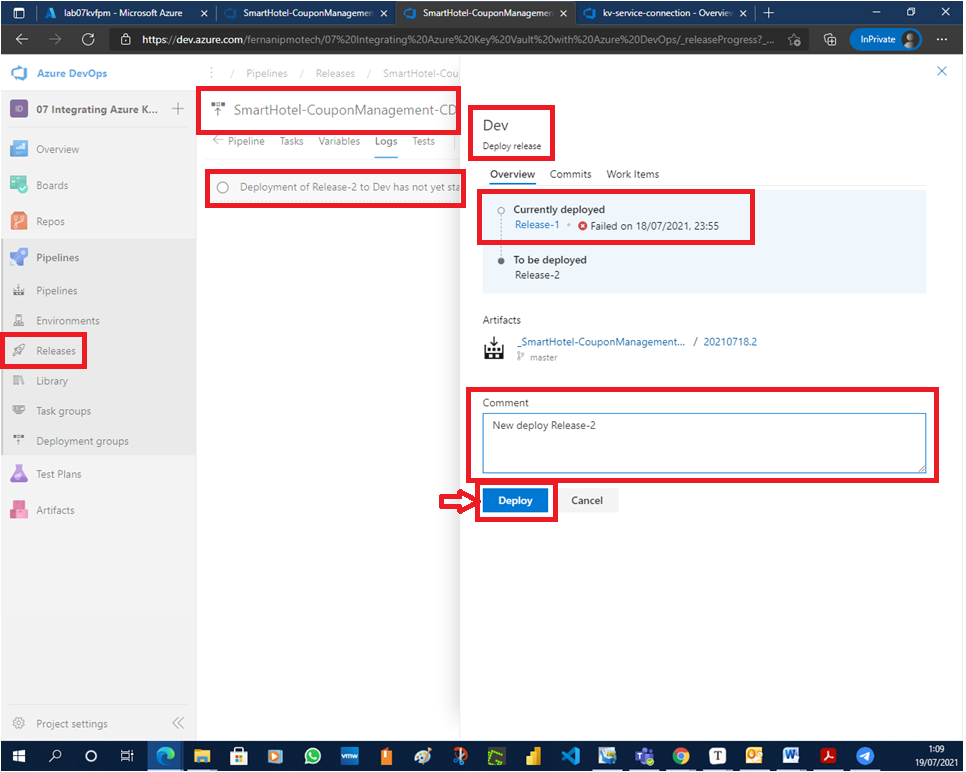 lab07kvfpm - Microsoft Azure
SmartHotel-CouponManagement
SmartHotel-CouponManagemen
kv-service-connection - Overview
https://dev.azure.com/fernanipmotech/07%20Integrating%20Azure%20Key%20Vault%20with%20Azure%20DevOps/_releaseProgress?_...
InPrivate
Azure DevOps
ID
07 Integrating Azure K...
Overview
Boards
Repos
Pipelines
Pipelines
Environments
Releases
Library
Task groups
Deployment groups
Test Plans
Artifacts
Project settings
/ Pipelines / Releases / SmartHotel-Cou
SmartHotel-CouponManagement-CD
Pipeline Tasks Variables Logs Tests
Deployment of Release-2 to Dev has not yet sta
Dev
Deploy release
Overview Commits Work Items
Currently deployed
Release-1 • Failed on 18/07/2021, 23:55
To be deployed
Release-2
Artifacts
_SmartHotel-CouponManagement... / 20210718.2
master
Comment
New deploy Release-2
Deploy Cancel
vmw
T
W
1:09
19/07/2021